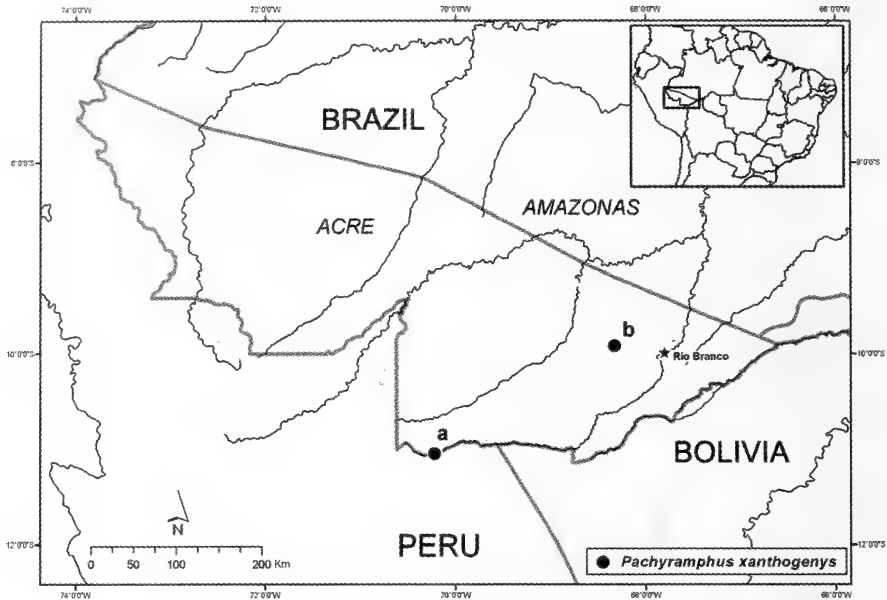 74°0'0"W 72°0'0"W 70°0'0"W 68°0'0"W 66°0'0"W
BRAZIL
8°0'0"S 8°0'0"S
ACRE
AMAZONAS
b
10°0'0"S 10°0'0"S
Rio Branco
a
BOLIVIA
N
PERU
12°0'0"S 12°0'0"S
0 50 100 200 Km
Pachyramphus xanthogenys
74°0'0"W 72°0'0"W 70°0'0"W 68°0'0"W 66°0'0"W